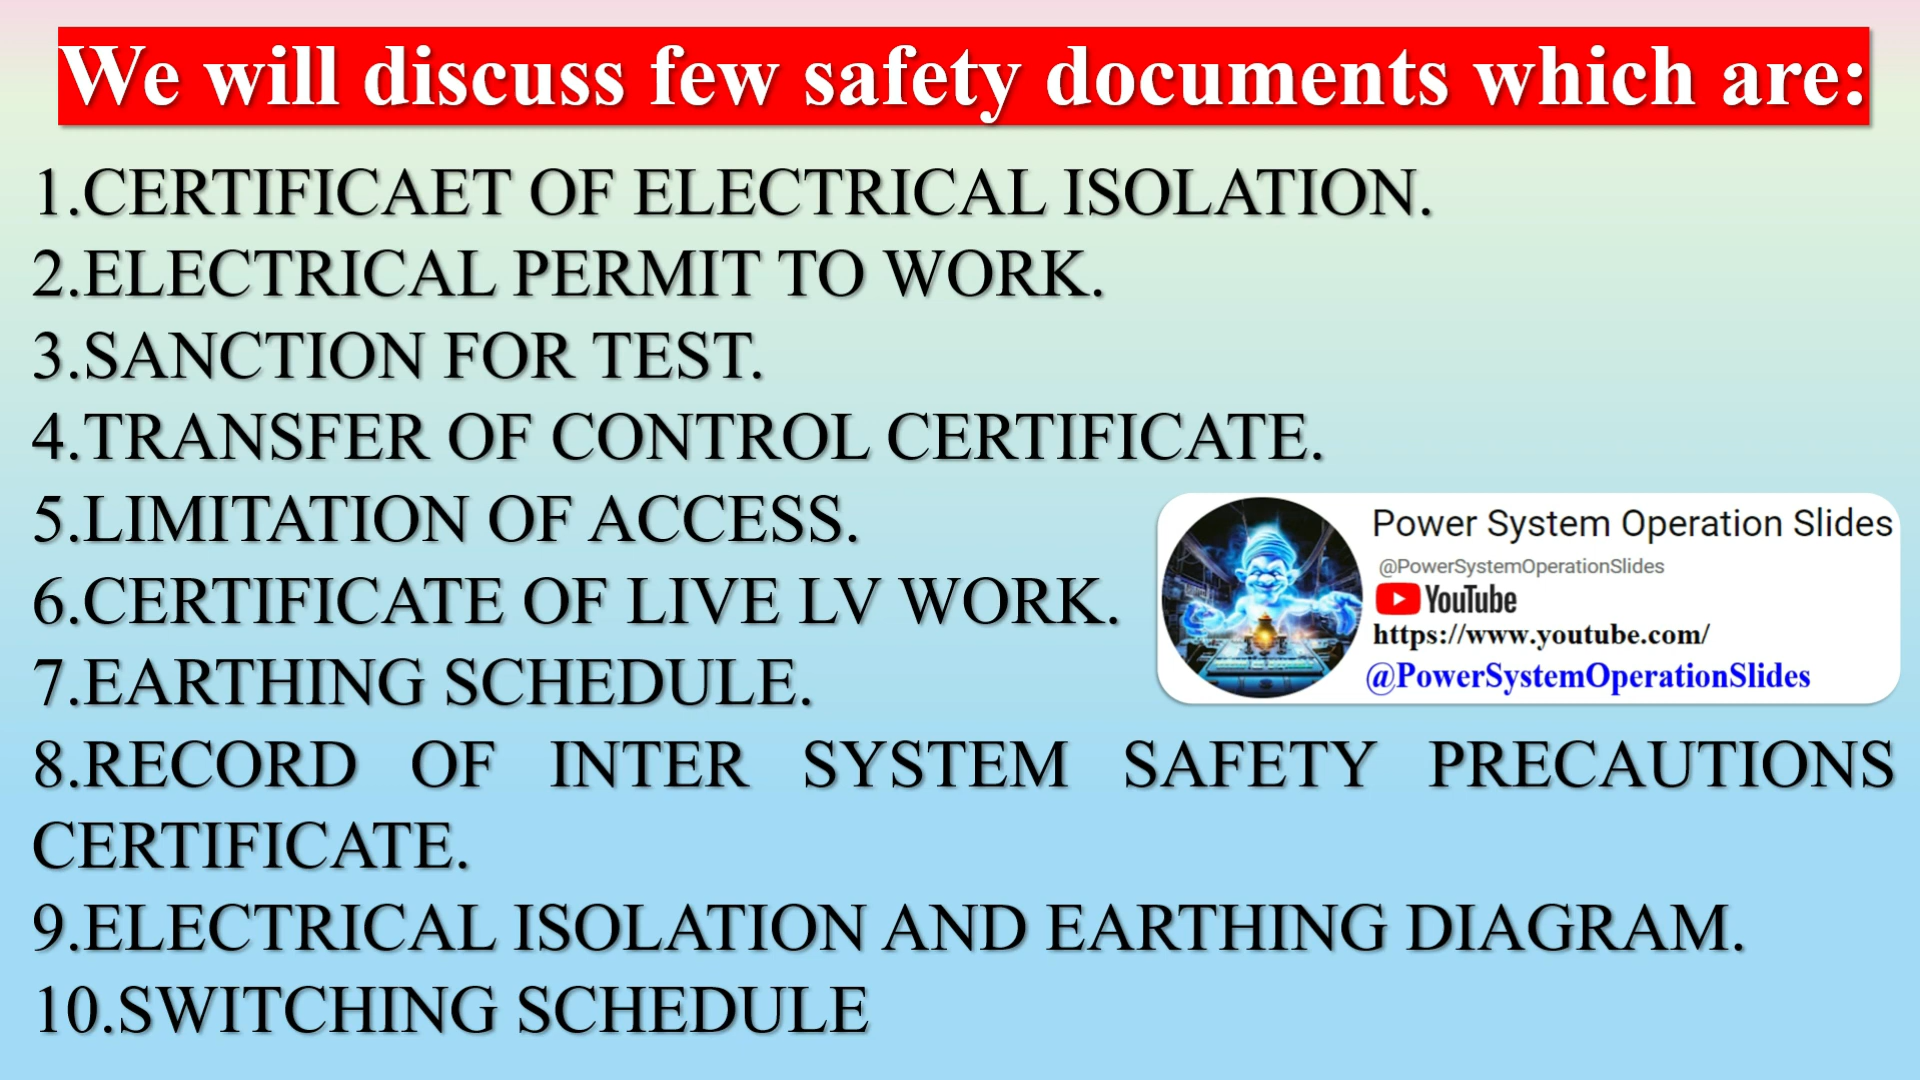 We will discuss few safety documents which are:
1.CERTIFICAET OF ELECTRICAL ISOLATION.
2.ELECTRICAL PERMIT TO WORK.
3.SANCTION FOR TEST.
4.TRANSFER OF CONTROL CERTIFICATE.
5.LIMITATION OF ACCESS.
6.CERTIFICATE OF LIVE LV WORK.
7.EARTHING SCHEDULE.
8.RECORD OF INTER SYSTEM SAFETY PRECAUTIONS
CERTIFICATE.
9.ELECTRICAL ISOLATION AND EARTHING DIAGRAM.
10.SWITCHING SCHEDULE
Power System Operation Slides
@PowerSystemOperationSlides
YouTube
https://www.youtube.com/
@PowerSystemOperationSlides